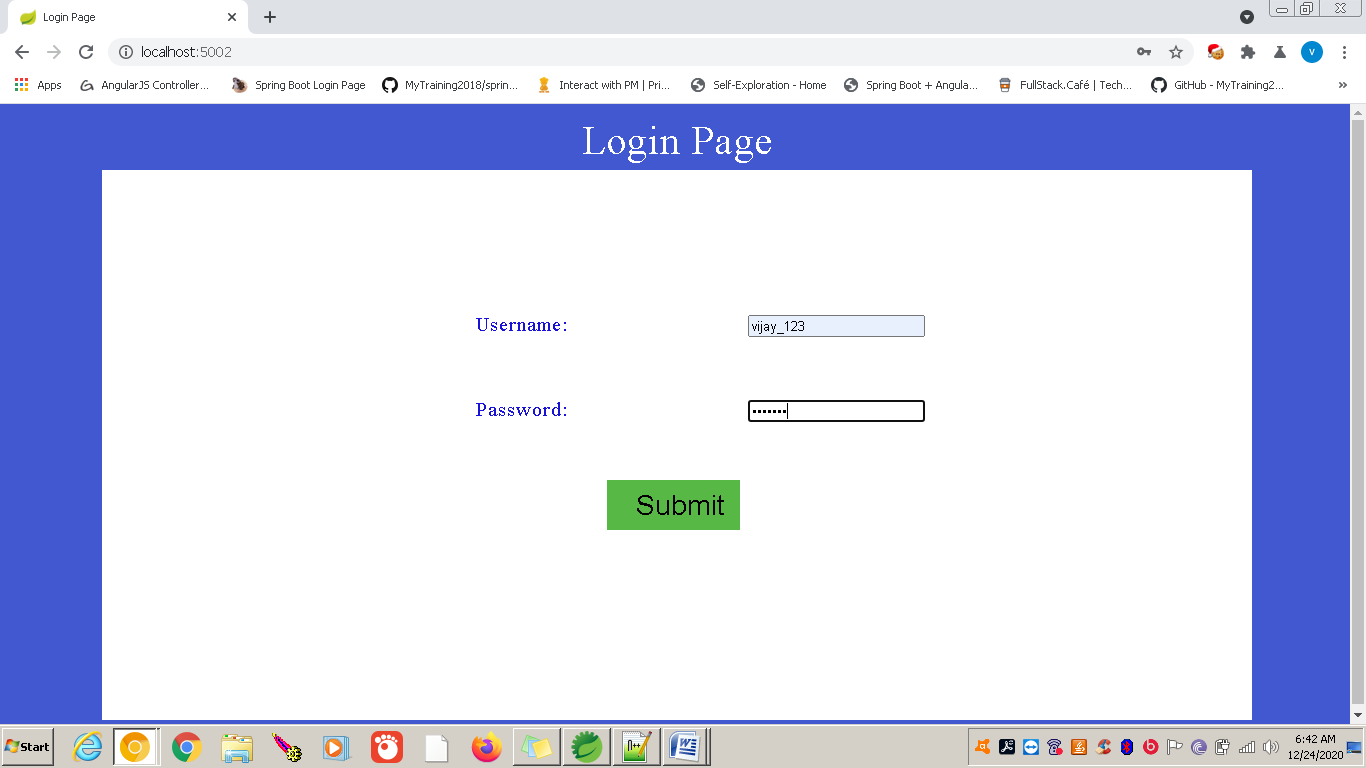 Login Page
localhost:5002
V
Apps
AngularJS Controller...
Spring Boot Login Page
MyTraining2018/sprin...
Interact with PM | Pri...
Self-Exploration - Home
Spring Boot + Angula...
FullStack.Café | Tech...
GitHub - MyTraining2...
»
Login Page
Username:
vijay_123
Password:
•••••••
Submit
Start
6:42 AM
12/24/2020